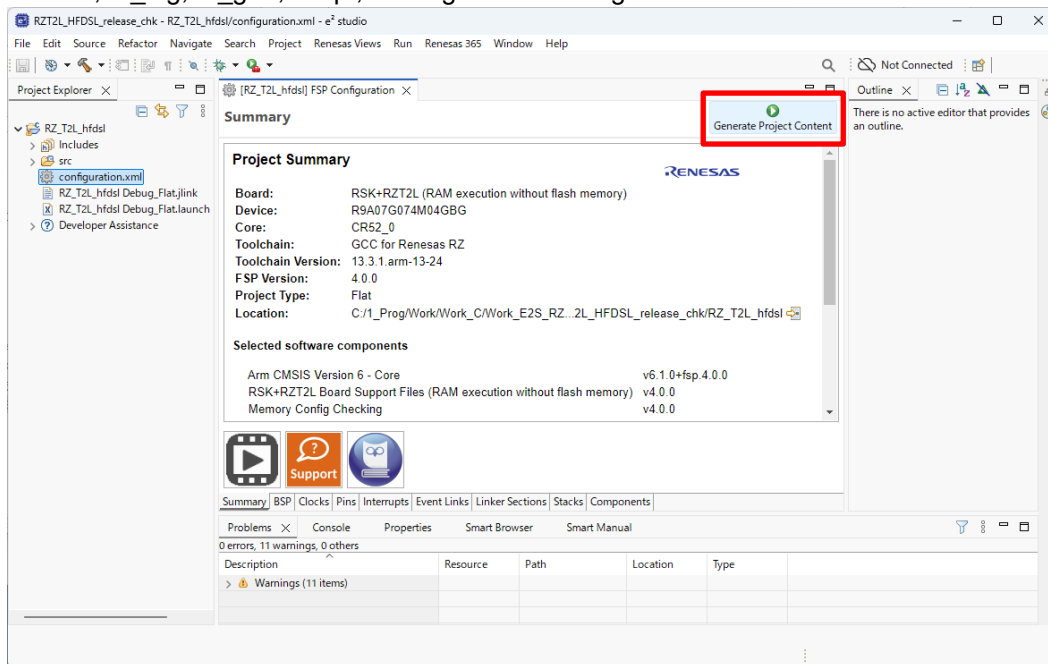 RZT2L_HFDSL_release_chk - RZ_T2L_hfdsl/configuration.xml - e² studio
File Edit Source Refactor Navigate Search Project Renesas Views Run Renesas 365 Window Help
Not Connected
Project Explorer
[RZ_T2L_hfdsl] FSP Configuration
Outline
Summary
Generate Project Content
There is no active editor that provides
an outline.
RZ_T2L_hfdsl
Includes
src
configuration.xml
RZ_T2L_hfdsl Debug_Flat.jlink
RZ_T2L_hfdsl Debug_Flat.launch
Developer Assistance
Project Summary
RENESAS
Board: RSK+RZT2L (RAM execution without flash memory)
Device: R9A07G074M04GBG
Core: CR52_0
Toolchain: GCC for Renesas RZ
Toolchain Version: 13.3.1.arm-13-24
FSP Version: 4.0.0
Project Type: Flat
Location: C:/1_Prog/Work/Work_C/Work_E2S_RZ...2L_HFDSL_release_chk/RZ_T2L_hfdsl
Selected software components
Arm CMSIS Version 6 - Core v6.1.0+fsp.4.0.0
RSK+RZT2L Board Support Files (RAM execution without flash memory) v4.0.0
Memory Config Checking v4.0.0
Support
Summary BSP Clocks Pins Interrupts Event Links Linker Sections Stacks Components
Problems Console Properties Smart Browser Smart Manual
0 errors, 11 warnings, 0 others
Description Resource Path Location Type
Warnings (11 items)